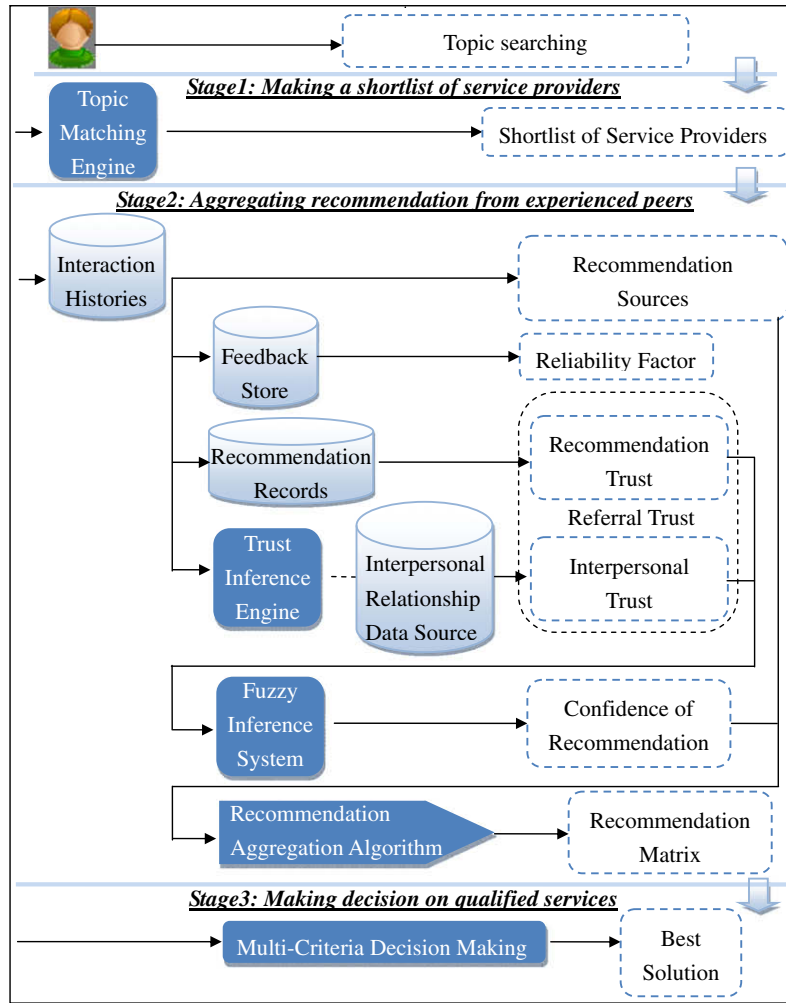 Topic searching
Stage1: Making a shortlist of service providers
Topic
Matching
Engine
Shortlist of Service Providers
Stage2: Aggregating recommendation from experienced peers
Interaction
Histories
Recommendation
Sources
Feedback
Store
Reliability Factor
Recommendation
Records
Recommendation
Trust
Referral Trust
Trust
Inference
Engine
Interpersonal
Relationship
Data Source
Interpersonal
Trust
Fuzzy
Inference
System
Confidence of
Recommendation
Recommendation
Aggregation Algorithm
Recommendation
Matrix
Stage3: Making decision on qualified services
Multi-Criteria Decision Making
Best
Solution